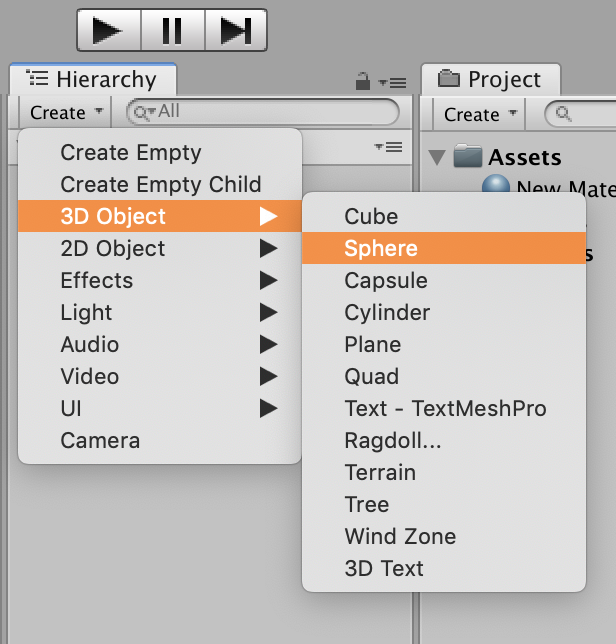 Hierarchy
Create
All
Create Empty
Create Empty Child
3D Object
2D Object
Effects
Light
Audio
Video
UI
Camera
Cube
Sphere
Capsule
Cylinder
Plane
Quad
Text - TextMeshPro
Ragdoll...
Terrain
Tree
Wind Zone
3D Text
Project
Create
Assets
New Mate